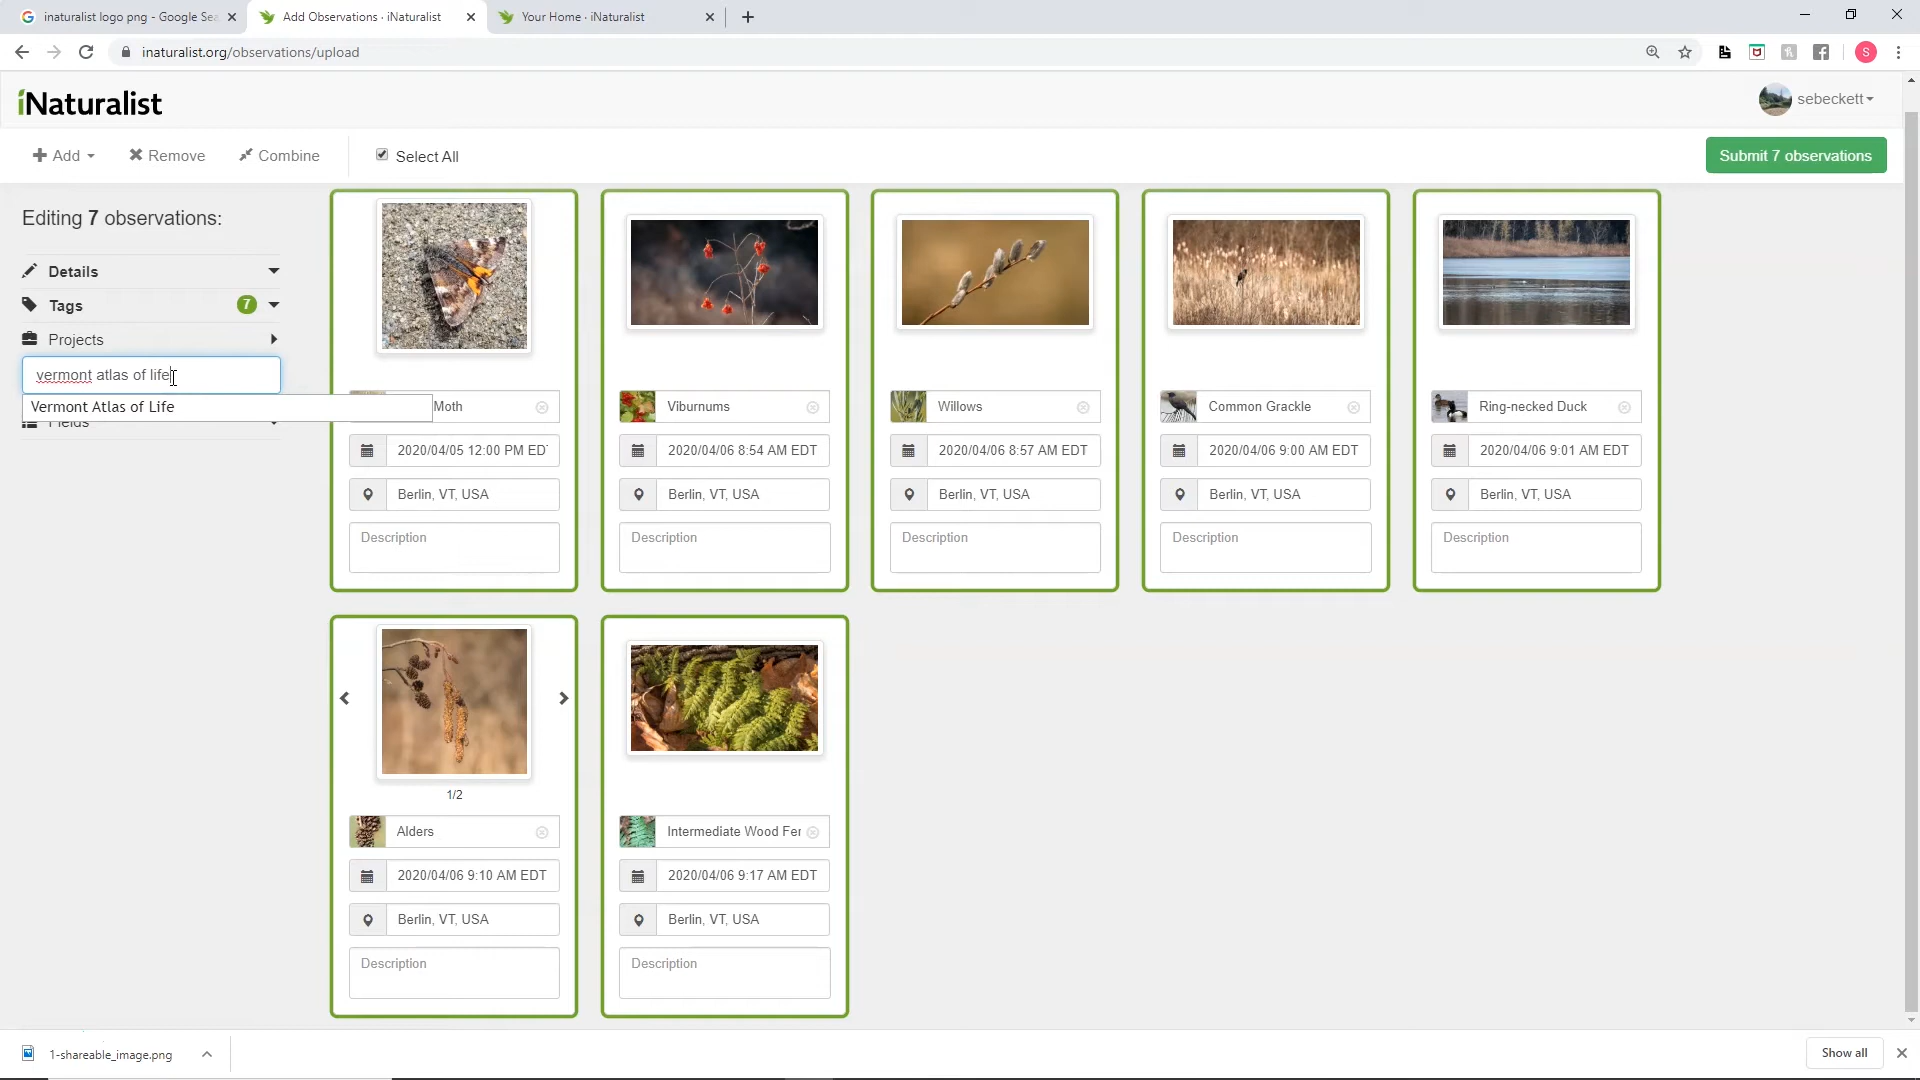 inaturalist logo png - Google Sea
Add Observations · iNaturalist
Your Home · iNaturalist
inaturalist.org/observations/upload
S
iNaturalist
sebeckett
Add
Remove
Combine
Select All
Submit 7 observations
Editing 7 observations:
Details
Tags
7
Projects
vermont atlas of life
Vermont Atlas of Life
Fields
Moth
2020/04/05 12:00 PM ED
Berlin, VT, USA
Description
Viburnums
2020/04/06 8:54 AM EDT
Berlin, VT, USA
Description
Willows
2020/04/06 8:57 AM EDT
Berlin, VT, USA
Description
Common Grackle
2020/04/06 9:00 AM EDT
Berlin, VT, USA
Description
Ring-necked Duck
2020/04/06 9:01 AM EDT
Berlin, VT, USA
Description
1/2
Alders
2020/04/06 9:10 AM EDT
Berlin, VT, USA
Description
Intermediate Wood Fer
2020/04/06 9:17 AM EDT
Berlin, VT, USA
Description
1-shareable_image.png
Show all